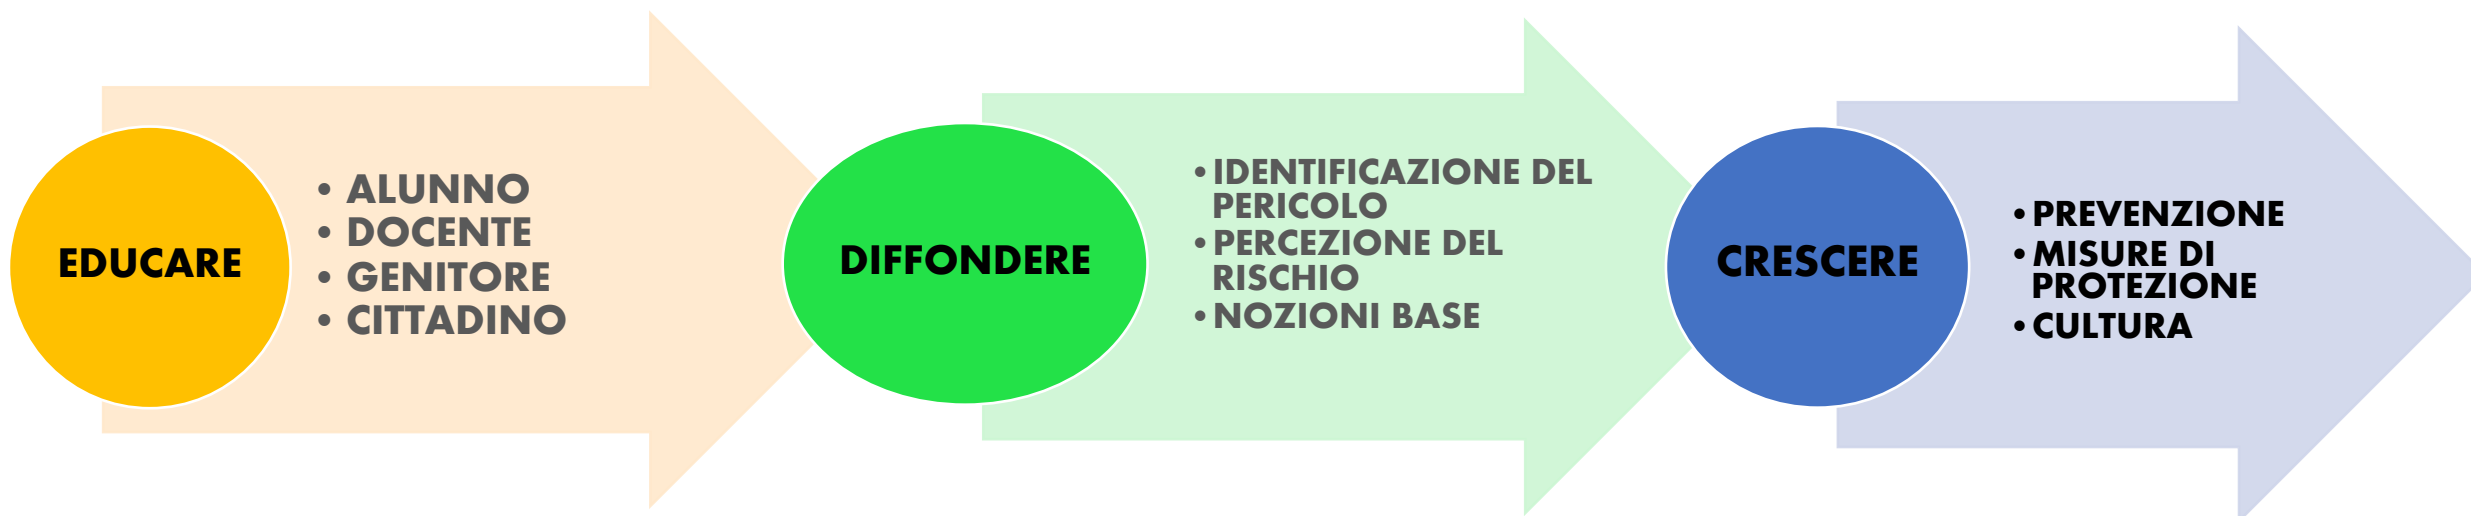 EDUCARE
• ALUNNO
• DOCENTE
• GENITORE
• CITTADINO
DIFFONDERE
• IDENTIFICAZIONE DEL
PERICOLO
• PERCEZIONE DEL
RISCHIO
• NOZIONI BASE
CRESCERE
• PREVENZIONE
• MISURE DI
PROTEZIONE
• CULTURA